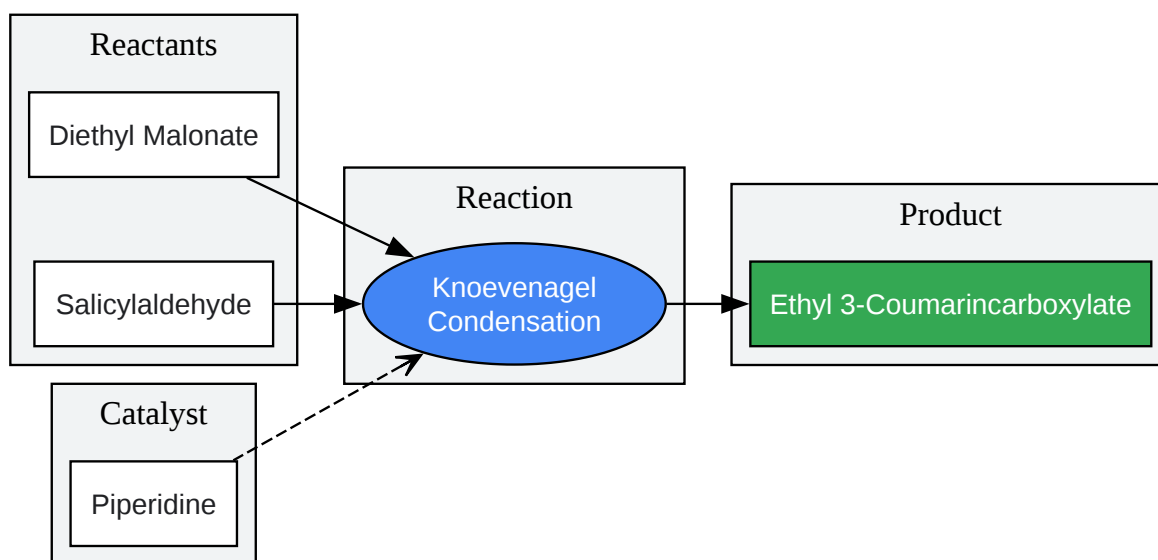 Reactants
Diethyl Malonate
Salicylaldehyde
Catalyst
Piperidine
Reaction
Knoevenagel
Condensation
Product
Ethyl 3-Coumarincarboxylate